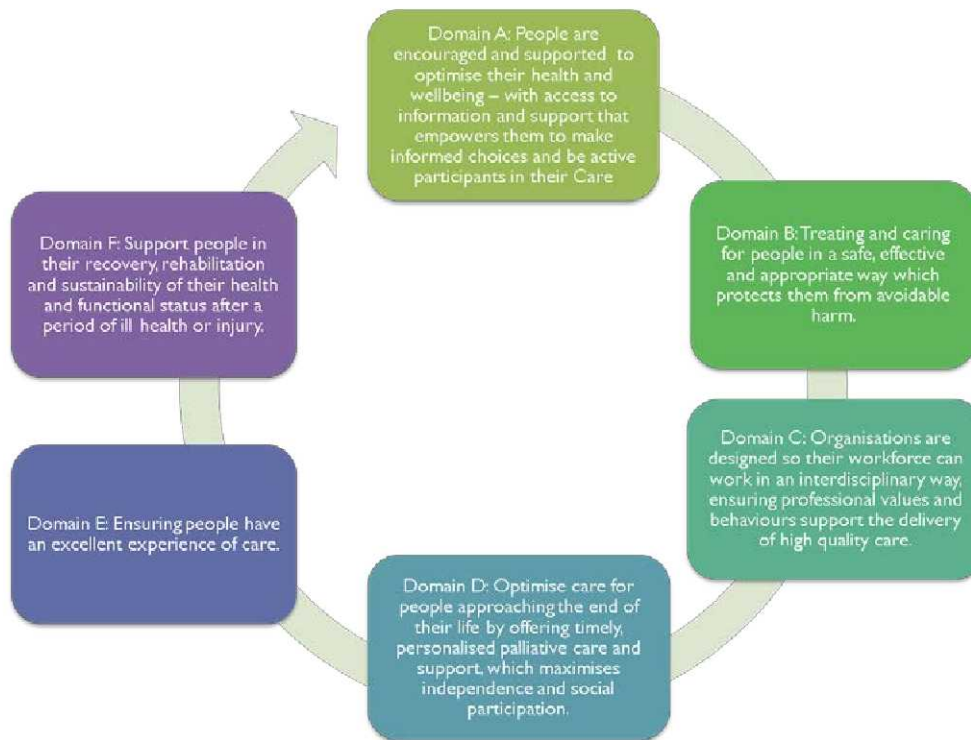 Domain A: People are
encouraged and supported to
optimise their health and
wellbeing – with access to
information and support that
empowers them to make
informed choices and be active
participants in their Care
Domain B: Treating and caring
for people in a safe, effective
and appropriate way which
protects them from avoidable
harm.
Domain C: Organisations are
designed so their workforce can
work in an interdisciplinary way,
ensuring professional values and
behaviours support the delivery
of high quality care.
Domain D: Optimise care for
people approaching the end of
their life by offering timely,
personalised palliative care and
support, which maximises
independence and social
participation.
Domain E: Ensuring people have
an excellent experience of care.
Domain F: Support people in
their recovery, rehabilitation
and sustainability of their health
and functional status after a
period of ill health or injury.